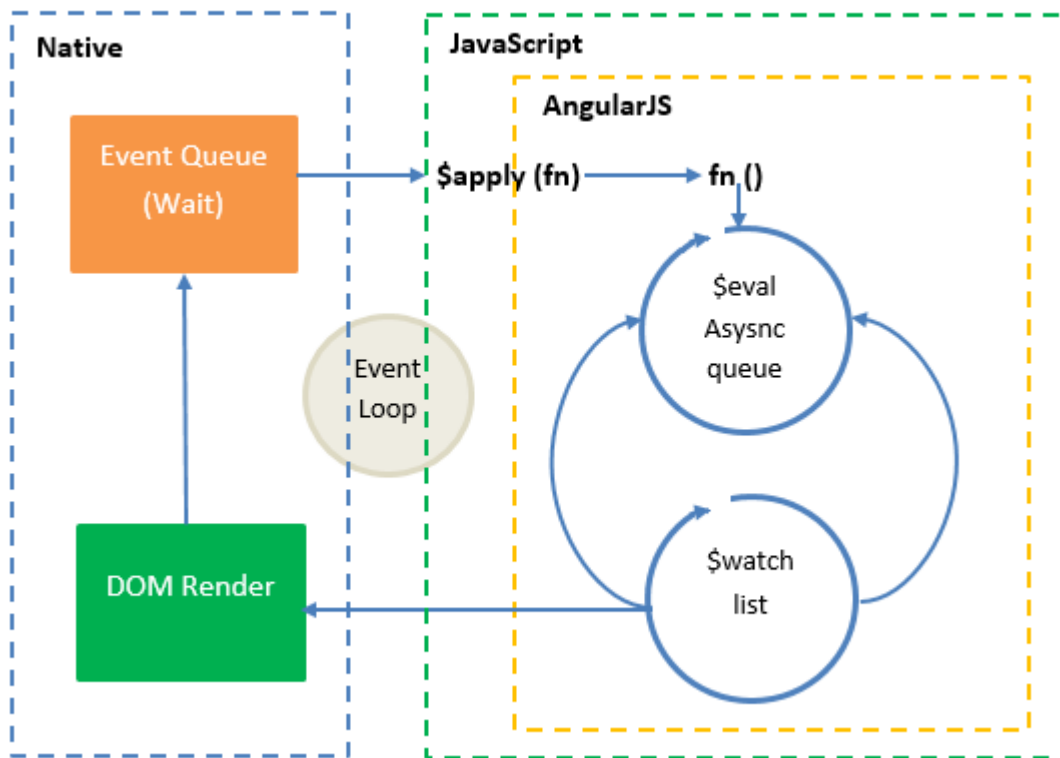 Native
JavaScript
AngularJS
Event Queue
(Wait)
$apply (fn)
fn ()
$eval
Asysnc
queue
Event
Loop
DOM Render
$watch
list